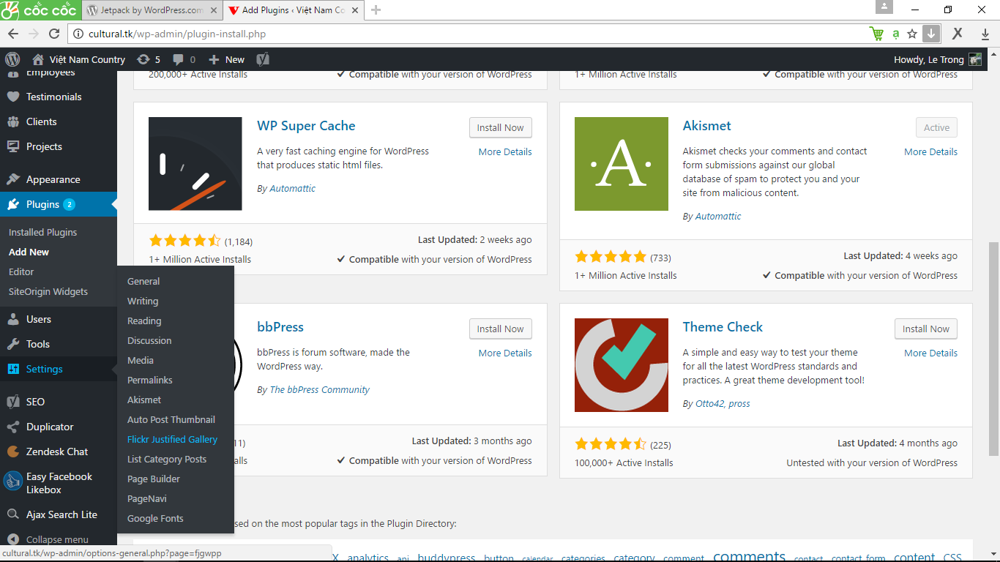 cốc cốc
Jetpack by WordPress.com
Add Plugins ‹ Việt Nam Co
cultural.tk/wp-admin/plugin-install.php
Việt Nam Country
5
0
New
Howdy, Le Trong
Employees
Testimonials
Clients
Projects
Appearance
Plugins 2
Installed Plugins
Add New
Editor
SiteOrigin Widgets
Users
Tools
Settings
SEO
Duplicator
Zendesk Chat
Easy Facebook
Likebox
Ajax Search Lite
Collapse menu
General
Writing
Reading
Discussion
Media
Permalinks
Akismet
Auto Post Thumbnail
Flickr Justified Gallery
List Category Posts
Page Builder
PageNavi
Google Fonts
200,000+ Active Installs
Compatible with your version of WordPress
1+ Million Active Installs
Compatible with your version of WordPress
WP Super Cache
Install Now
More Details
A very fast caching engine for WordPress
that produces static html files.
By Automattic
(1,184)
Last Updated: 2 weeks ago
1+ Million Active Installs
Compatible with your version of WordPress
·A·
Akismet
Active
More Details
Akismet checks your comments and contact
form submissions against our global
database of spam to protect you and your
site from malicious content.
By Automattic
(733)
Last Updated: 4 weeks ago
1+ Million Active Installs
Compatible with your version of WordPress
bbPress
Install Now
More Details
bbPress is forum software, made the
WordPress way.
By The bbPress Community
11)
Last Updated: 3 months ago
alls
Compatible with your version of WordPress
Theme Check
Install Now
More Details
A simple and easy way to test your theme
for all the latest WordPress standards and
practices. A great theme development tool!
By Otto42, pross
(225)
Last Updated: 4 months ago
100,000+ Active Installs
Untested with your version of WordPress
sed on the most popular tags in the Plugin Directory:
X analytics api buddypress button calendar categories category comment comments contact contact form content CSS
cultural.tk/wp-admin/options-general.php?page=fjgwpp